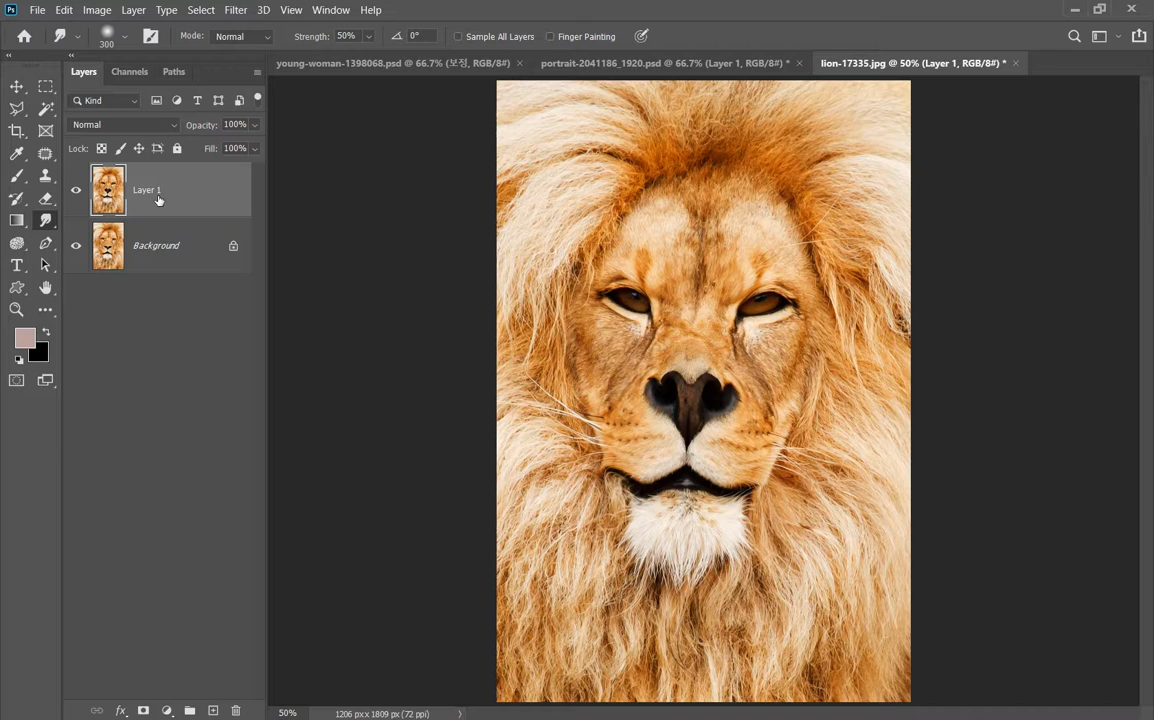 Ps File Edit Image Layer Type Select Filter 3D View Window Help
300 Mode: Normal Strength: 50% 0° Sample All Layers Finger Painting
Layers Channels Paths
young-woman-1398068.psd @ 66.7% (보정, RGB/8#) × portrait-2041186_1920.psd @ 66.7% (Layer 1, RGB/8#) * × lion-17335.jpg @ 50% (Layer 1, RGB/8#) * ×
Kind
Normal Opacity: 100%
Lock: Fill: 100%
Layer 1
Background
fx
50% 1206 px x 1809 px (72 ppi)